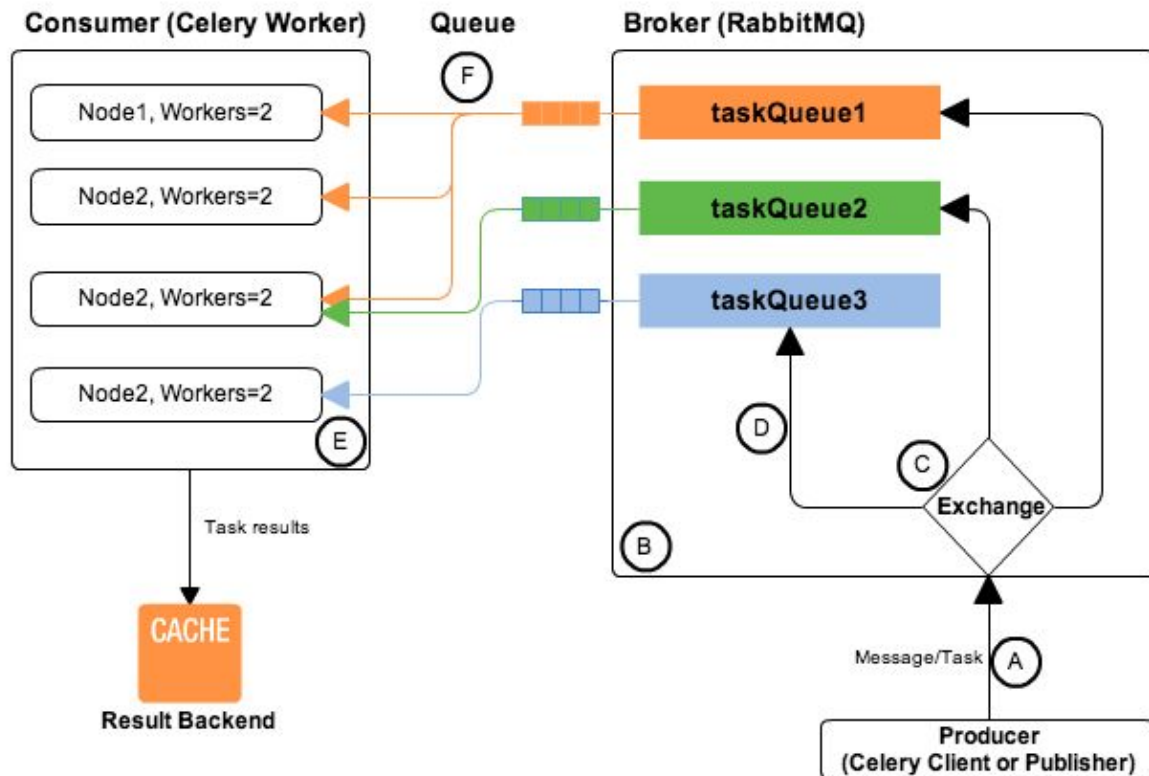 Consumer (Celery Worker)
Queue
Broker (RabbitMQ)
F
Node1, Workers=2
taskQueue1
Node2, Workers=2
taskQueue2
Node2, Workers=2
taskQueue3
Node2, Workers=2
E
D
C
Exchange
Task results
B
CACHE
Message/Task
A
Result Backend
Producer
(Celery Client or Publisher)